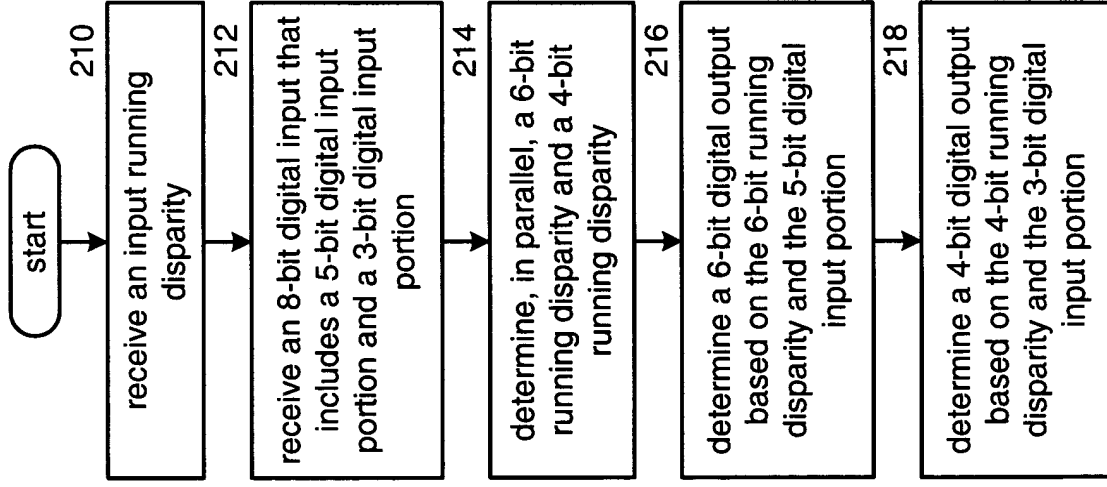 start
210
receive an input running
disparity
212
receive an 8-bit digital input that
includes a 5-bit digital input
portion and a 3-bit digital input
portion
214
determine, in parallel, a 6-bit
running disparity and a 4-bit
running disparity
216
determine a 6-bit digital output
based on the 6-bit running
disparity and the 5-bit digital
input portion
218
determine a 4-bit digital output
based on the 4-bit running
disparity and the 3-bit digital
input portion